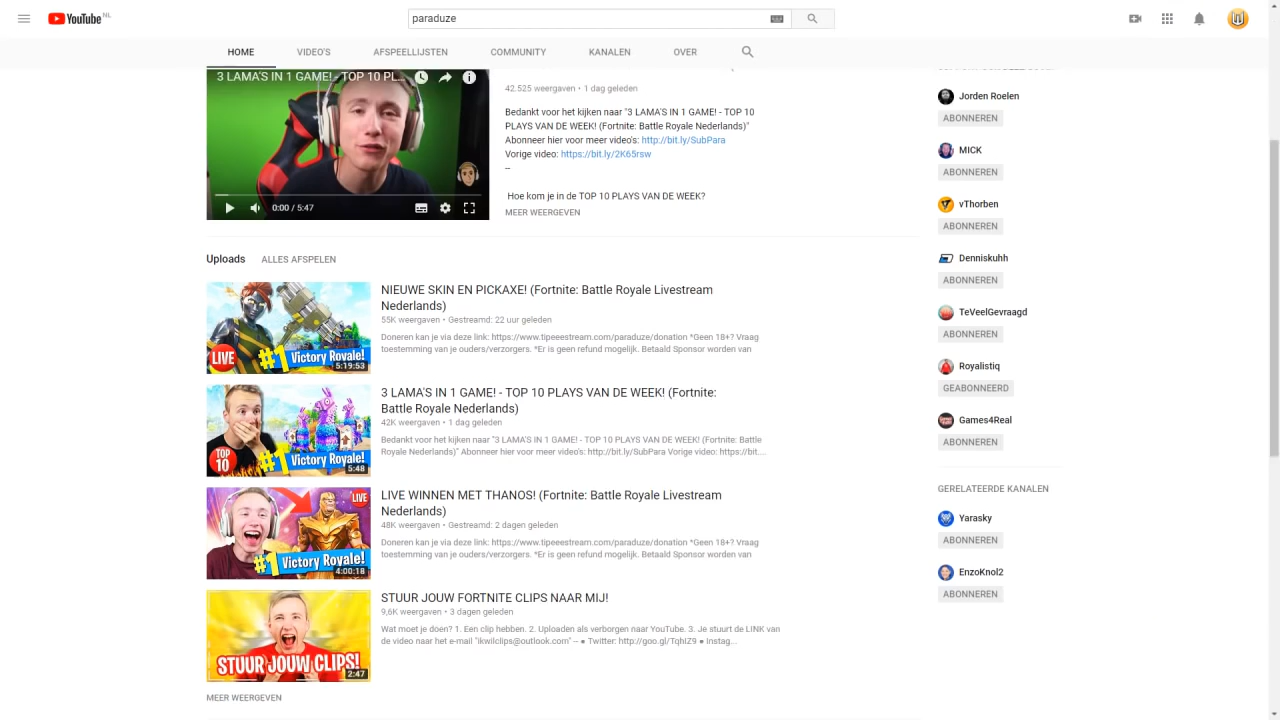 YouTube NL
paraduze
HOME VIDEO'S AFSPEELLIJSTEN COMMUNITY KANALEN OVER
3 LAMA'S IN 1 GAME! - TOP 10 PL...
0:00 / 5:47
42.525 weergaven • 1 dag geleden
Bedankt voor het kijken naar "3 LAMA'S IN 1 GAME! - TOP 10
PLAYS VAN DE WEEK! (Fortnite: Battle Royale Nederlands)"
Abonneer hier voor meer video's: http://bit.ly/SubPara
Vorige video: https://bit.ly/2K65rsw
--
Hoe kom je in de TOP 10 PLAYS VAN DE WEEK?
MEER WEERGEVEN
Uploads ALLES AFSPELEN
LIVE
#1 Victory Royale!
5:19:53
NIEUWE SKIN EN PICKAXE! (Fortnite: Battle Royale Livestream
Nederlands)
55K weergaven • Gestreamd: 22 uur geleden
Doneren kan je via deze link: https://www.tipeeestream.com/paraduze/donation *Geen 18+? Vraag
toestemming van je ouders/verzorgers. *Er is geen refund mogelijk. Betaald Sponsor worden van
TOP
10
#1 Victory Royale!
5:48
3 LAMA'S IN 1 GAME! - TOP 10 PLAYS VAN DE WEEK! (Fortnite:
Battle Royale Nederlands)
42K weergaven • 1 dag geleden
Bedankt voor het kijken naar "3 LAMA'S IN 1 GAME! - TOP 10 PLAYS VAN DE WEEK! (Fortnite: Battle
Royale Nederlands)" Abonneer hier voor meer video's: http://bit.ly/SubPara Vorige video: https://bit....
LIVE
#1 Victory Royale!
4:00:18
LIVE WINNEN MET THANOS! (Fortnite: Battle Royale Livestream
Nederlands)
48K weergaven • Gestreamd: 2 dagen geleden
Doneren kan je via deze link: https://www.tipeeestream.com/paraduze/donation *Geen 18+? Vraag
toestemming van je ouders/verzorgers. *Er is geen refund mogelijk. Betaald Sponsor worden van
STUUR JOUW CLIPS!
2:47
STUUR JOUW FORTNITE CLIPS NAAR MIJ!
9,6K weergaven • 3 dagen geleden
Wat moet je doen? 1. Een clip hebben. 2. Uploaden als verborgen naar YouTube. 3. Je stuurt de LINK van
de video naar het e-mail "ikwilclips@outlook.com" -- ● Twitter: http://goo.gl/TqhIZ9 ● Instag...
MEER WEERGEVEN
Jorden Roelen
ABONNEREN
MICK
ABONNEREN
vThorben
ABONNEREN
Denniskuhh
ABONNEREN
TeVeelGevraagd
ABONNEREN
Royalistiq
GEABONNEERD
Games4Real
ABONNEREN
GERELATEERDE KANALEN
Yarasky
ABONNEREN
EnzoKnol2
ABONNEREN